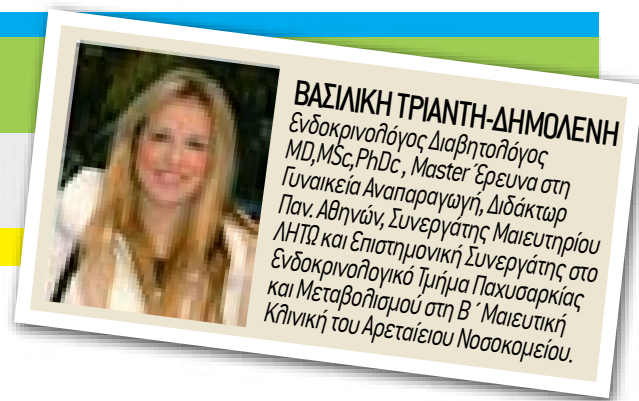 ΒΑΣΙΛΙΚΗ ΤΡΙΑΝΤΗ-ΔΗΜΟΛΕΝΗ
Ενδοκρινολόγος Διαβητολόγος
MD,MSc,PhDc , Master Έρευνα στη
Γυναικεία Αναπαραγωγή, Διδάκτωρ
Παν. Αθηνών, Συνεργάτης Μαιευτηρίου
ΛΗΤΩ και Επιστημονική Συνεργάτης στο
Ενδοκρινολογικό Τμήμα Παχυσαρκίας
και Μεταβολισμού στη Β΄ Μαιευτική
Κλινική του Αρεταίειου Νοσοκομείου.